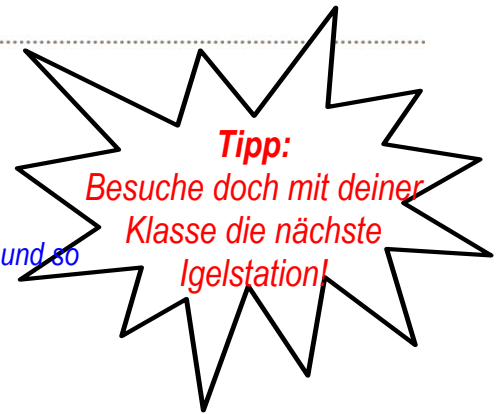 Tipp:
Besuche doch mit deiner
Klasse die nächste
und so
Igelstation!